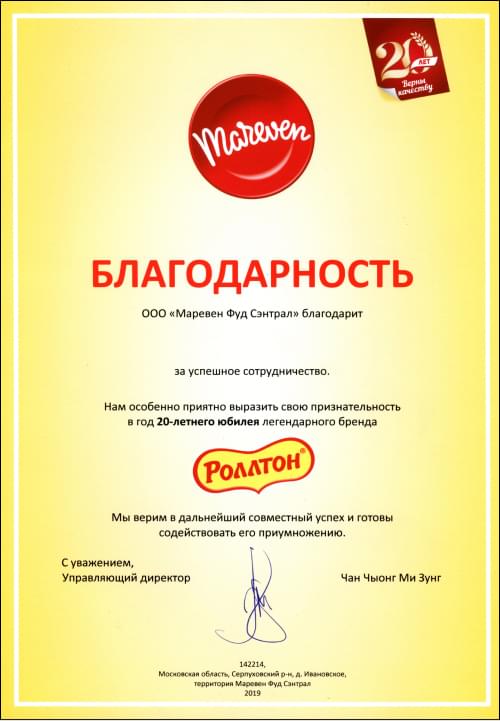 20 ЛЕТ
Верны
качеству
Mareven
БЛАГОДАРНОСТЬ
ООО «Маревен Фуд Сэнтрал» благодарит
за успешное сотрудничество.
Нам особенно приятно выразить свою признательность
в год 20-летнего юбилея легендарного бренда
РОЛЛТОН®
Мы верим в дальнейший совместный успех и готовы
содействовать его приумножению.
С уважением,
Управляющий директор
Чан Чыонг Ми Зунг
142214,
Московская область, Серпуховский р-н, д. Ивановское,
территория Маревен Фуд Сэнтрал
2019